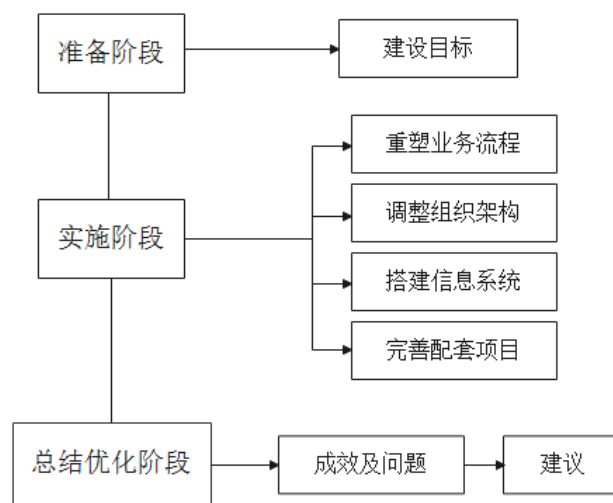 准备阶段
建设目标
重塑业务流程
调整组织架构
实施阶段
搭建信息系统
完善配套项目
总结优化阶段
成效及问题
建议